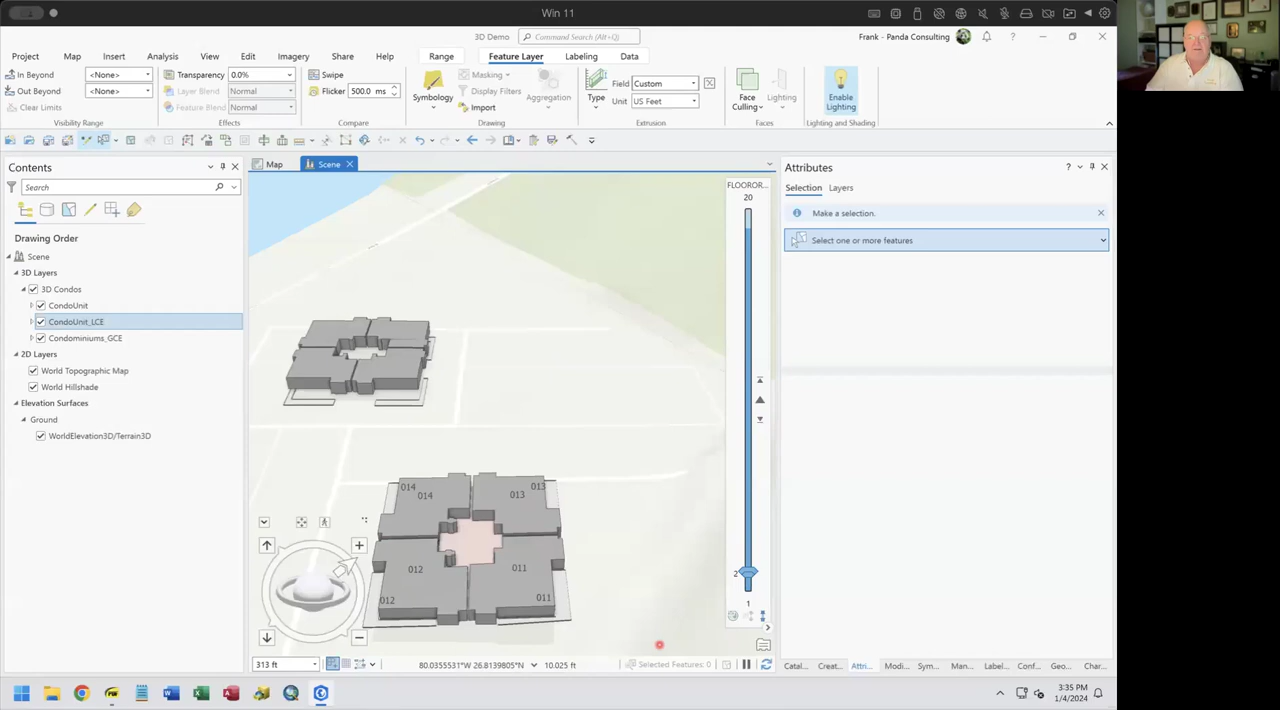 Win 11
3D Demo
Command Search (Alt+Q)
Frank - Panda Consulting
?
Project Map Insert Analysis View Edit Imagery Share Help Range Feature Layer Labeling Data
In Beyond <None>
Out Beyond <None>
Clear Limits
Visibility Range
Transparency 0.0%
Layer Blend Normal
Feature Blend Normal
Effects
Swipe
Flicker 500.0 ms
Compare
Symbology
Masking
Display Filters
Import
Aggregation
Drawing
Type
Field Custom
Unit US Feet
Extrusion
Face Culling
Lighting
Faces
Enable Lighting
Lighting and Shading
Contents
Search
Drawing Order
Scene
3D Layers
3D Condos
CondoUnit
CondoUnit_LCE
Condominiums_GCE
2D Layers
World Topographic Map
World Hillshade
Elevation Surfaces
Ground
WorldElevation3D/Terrain3D
Map Scene
FLOOROR...
20
2
1
014
014
013
013
012
012
011
011
313 ft
80.0355531°W 26.8139805°N
10.025 ft
Selected Features: 0
Attributes
?
Selection Layers
Make a selection.
Select one or more features
Catal... Creat... Attri... Modi... Sym... Man... Label... Conf... Geo... Char...
3:35 PM
1/4/2024